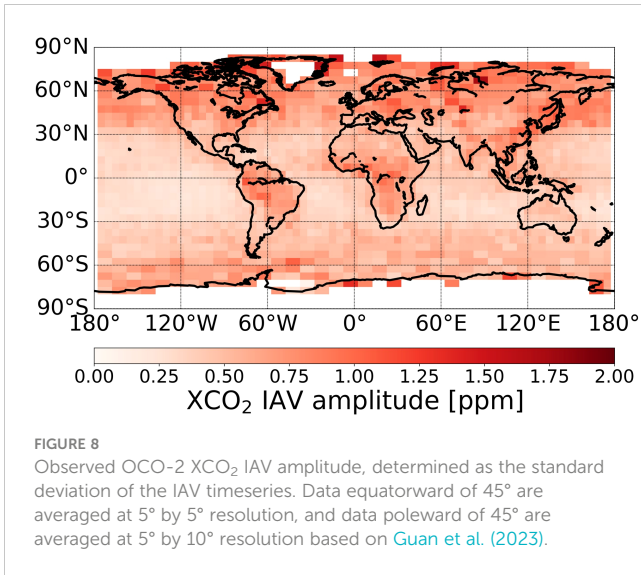 90°N
60°N
30°N
0°
30°S
60°S
90°S
180° 120°W 60°W 0° 60°E 120°E 180°
0.00 0.25 0.50 0.75 1.00 1.25 1.50 1.75 2.00
XCO₂ IAV amplitude [ppm]
FIGURE 8
Observed OCO-2 XCO₂ IAV amplitude, determined as the standard
deviation of the IAV timeseries. Data equatorward of 45° are
averaged at 5° by 5° resolution, and data poleward of 45° are
averaged at 5° by 10° resolution based on Guan et al. (2023).